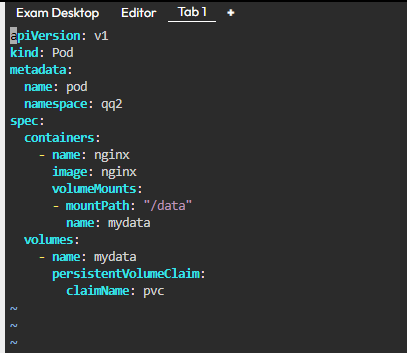 Exam Desktop Editor Tab 1 +
apiVersion: v1
kind: Pod
metadata:
  name: pod
  namespace: qq2
spec:
  containers:
    - name: nginx
      image: nginx
      volumeMounts:
      - mountPath: "/data"
        name: mydata
  volumes:
    - name: mydata
      persistentVolumeClaim:
        claimName: pvc
~
~
~